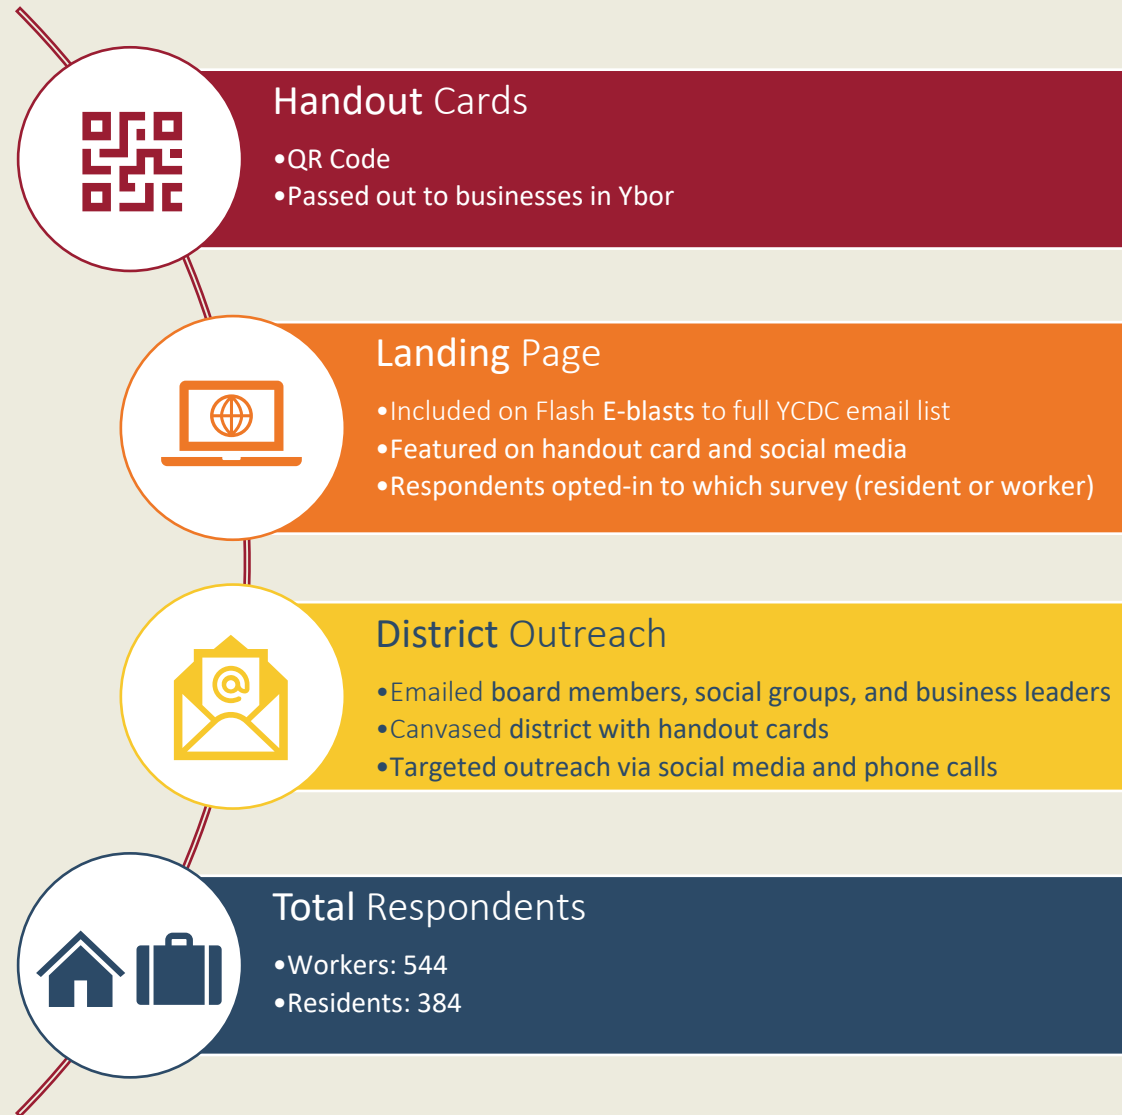 Handout Cards
•QR Code
•Passed out to businesses in Ybor
Landing Page
•Included on Flash E-blasts to full YCDC email list
•Featured on handout card and social media
•Respondents opted-in to which survey (resident or worker)
@
District Outreach
•Emailed board members, social groups, and business leaders
•Canvased district with handout cards
•Targeted outreach via social media and phone calls
Total Respondents
•Workers: 544
•Residents: 384